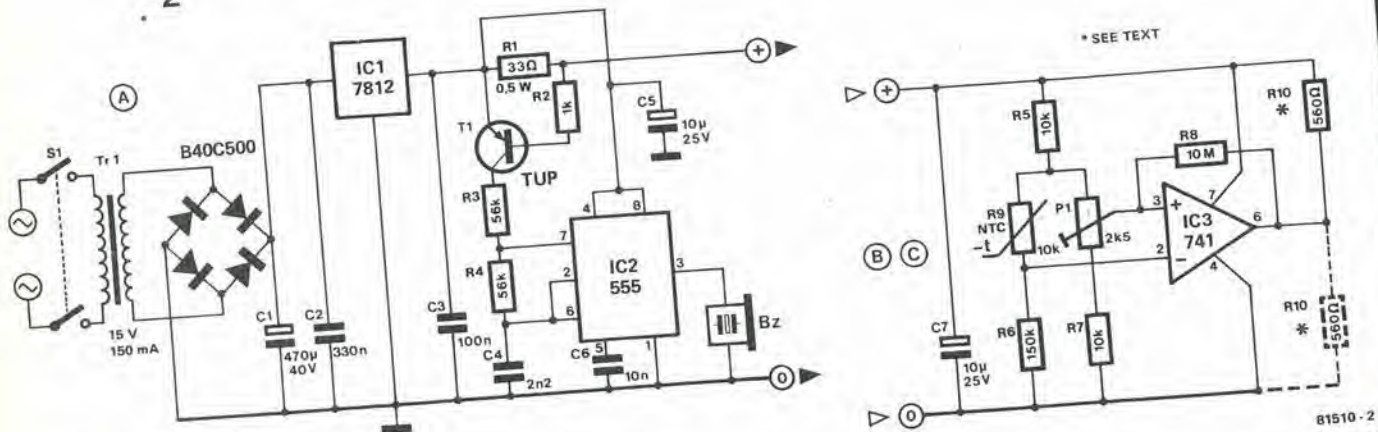 2
A
S1
Tr1
15 V
150 mA
B40C500
C1
470µ
40V
C2
330n
IC1
7812
C3
100n
R1
33Ω
0,5 W
R2
1k
T1
TUP
R3
56k
R4
56k
C4
2n2
C5
10µ
25V
4
8
7
2
6
IC2
555
3
5
1
C6
10n
Bz
+
0
* SEE TEXT
B
C
+
0
C7
10µ
25V
R5
10k
R9
NTC
-t
10k
P1
2k5
R6
150k
R7
10k
R8
10M
3
+
2
−
7
IC3
741
6
4
R10
*
560Ω
R10
*
560Ω
81510 - 2